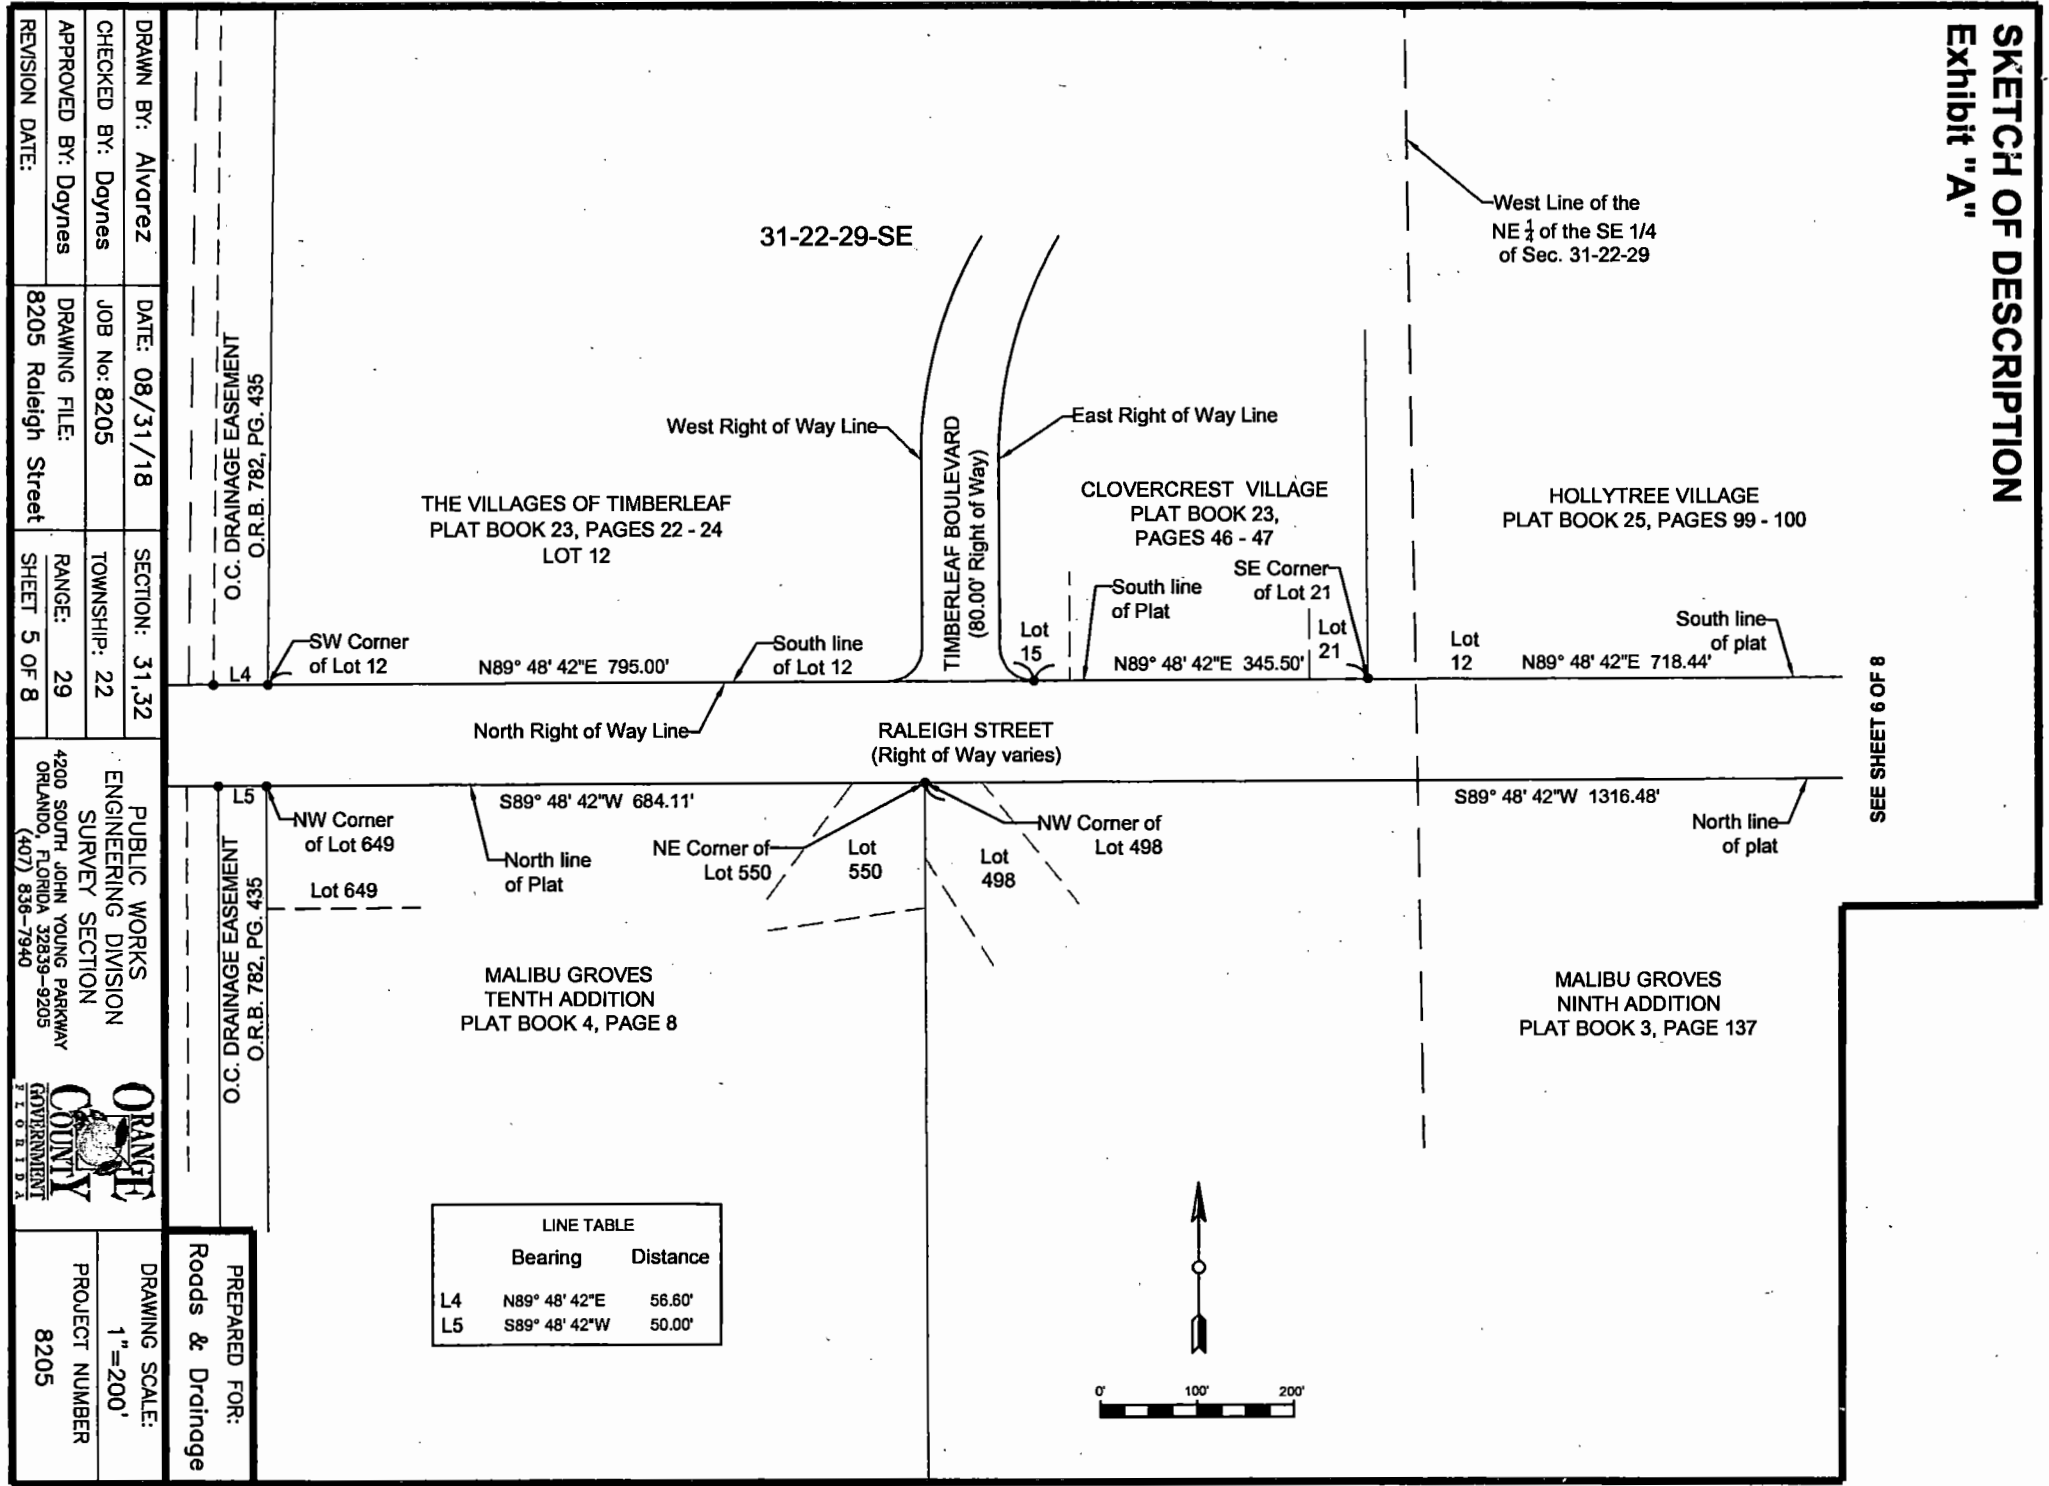 SKETCH OF DESCRIPTION
Exhibit "A"
West Line of the
NE 1/4 of the SE 1/4
of Sec. 31-22-29
31-22-29-SE
West Right of Way Line
East Right of Way Line
TIMBERLEAF BOULEVARD
(80.00' Right of Way)
THE VILLAGES OF TIMBERLEAF
PLAT BOOK 23, PAGES 22 - 24
LOT 12
CLOVERCREST VILLAGE
PLAT BOOK 23,
PAGES 46 - 47
HOLLYTREE VILLAGE
PLAT BOOK 25, PAGES 99 - 100
O.C. DRAINAGE EASEMENT
O.R.B. 782, PG. 435
L4
SW Corner
of Lot 12
N89° 48' 42"E 795.00'
South line
of Lot 12
Lot
15
South line
of Plat
SE Corner
of Lot 21
N89° 48' 42"E 345.50'
Lot
21
Lot
12
N89° 48' 42"E 718.44'
South line
of plat
SEE SHEET 6 OF 8
North Right of Way Line
RALEIGH STREET
(Right of Way varies)
L5
NW Corner
of Lot 649
S89° 48' 42"W 684.11'
North line
of Plat
NE Corner of
Lot 550
Lot
550
Lot
498
NW Corner of
Lot 498
S89° 48' 42"W 1316.48'
North line
of plat
Lot 649
O.C. DRAINAGE EASEMENT
O.R.B. 782, PG. 435
MALIBU GROVES
TENTH ADDITION
PLAT BOOK 4, PAGE 8
MALIBU GROVES
NINTH ADDITION
PLAT BOOK 3, PAGE 137
LINE TABLE
Bearing Distance
L4 N89° 48' 42"E 56.60'
L5 S89° 48' 42"W 50.00'
0' 100' 200'
DRAWN BY: Alvarez
CHECKED BY: Daynes
APPROVED BY: Daynes
REVISION DATE:
DATE: 08/31/18
JOB No: 8205
DRAWING FILE:
8205 Raleigh Street
SECTION: 31,32
TOWNSHIP: 22
RANGE: 29
SHEET 5 OF 8
PUBLIC WORKS
ENGINEERING DIVISION
SURVEY SECTION
4200 SOUTH JOHN YOUNG PARKWAY
ORLANDO, FLORIDA 32839-9205
(407) 836-7940
ORANGE
COUNTY
GOVERNMENT
FLORIDA
PREPARED FOR:
Roads & Drainage
DRAWING SCALE:
1"=200'
PROJECT NUMBER
8205